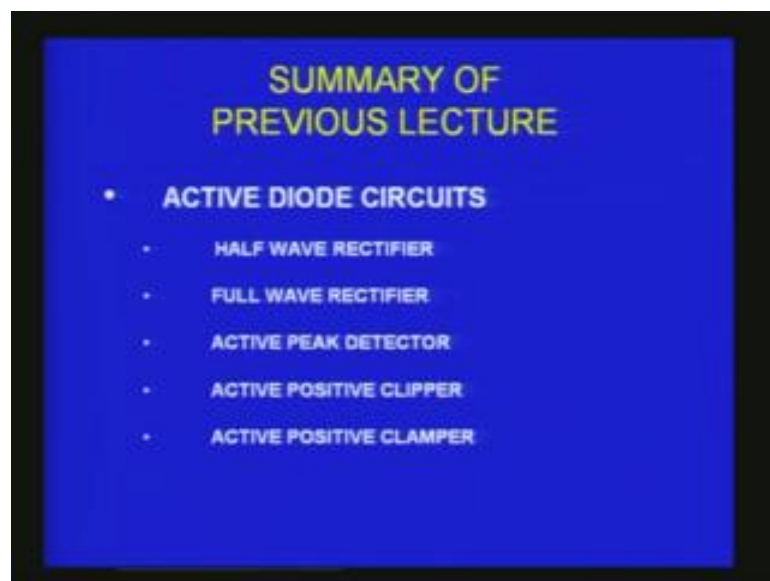 SUMMARY OF
PREVIOUS LECTURE
• ACTIVE DIODE CIRCUITS
• HALF WAVE RECTIFIER
• FULL WAVE RECTIFIER
• ACTIVE PEAK DETECTOR
• ACTIVE POSITIVE CLIPPER
• ACTIVE POSITIVE CLAMPER